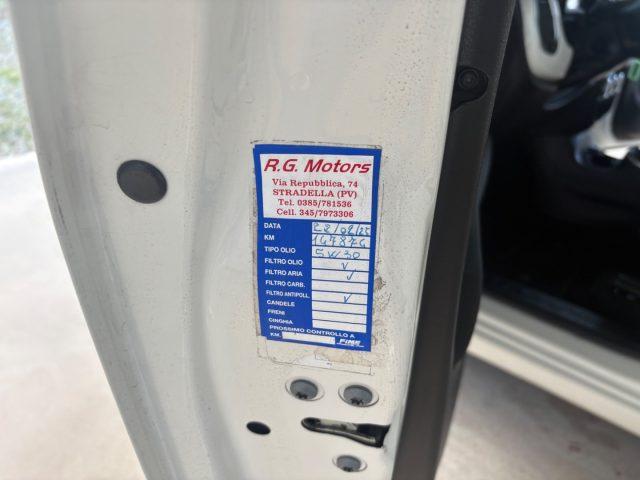 R.G. Motors
Via Repubblica, 74
STRADELLA (PV)
Tel. 0385/781536
Cell. 345/7973306
DATA
KM
TIPO OLIO 5W30
FILTRO OLIO V
FILTRO ARIA V
FILTRO CARB.
FILTRO ANTIPOLL. V
CANDELE
FRENI
CINGHIA
PROSSIMO CONTROLLO A
KM. FIME